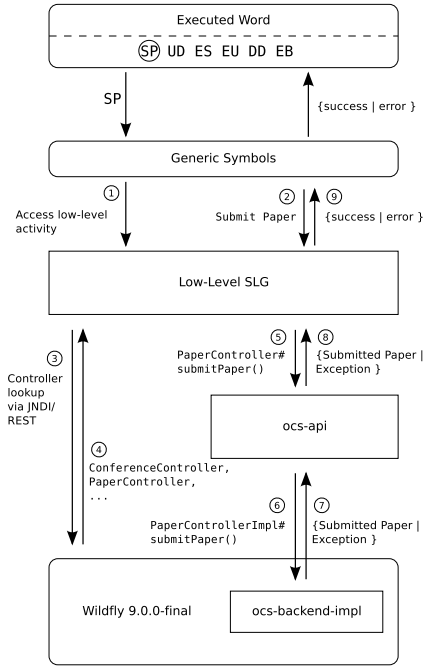 Executed Word
SP UD ES EU DD EB
SP
{success | error }
Generic Symbols
1
Access low-level
activity
2
Submit Paper
9
{success | error }
Low-Level SLG
3
Controller
lookup
via JNDI/
REST
4
ConferenceController,
PaperController,
...
5
PaperController#
submitPaper()
8
{Submitted Paper |
Exception }
ocs-api
6
PaperControllerImpl#
submitPaper()
7
{Submitted Paper |
Exception }
Wildfly 9.0.0-final
ocs-backend-impl